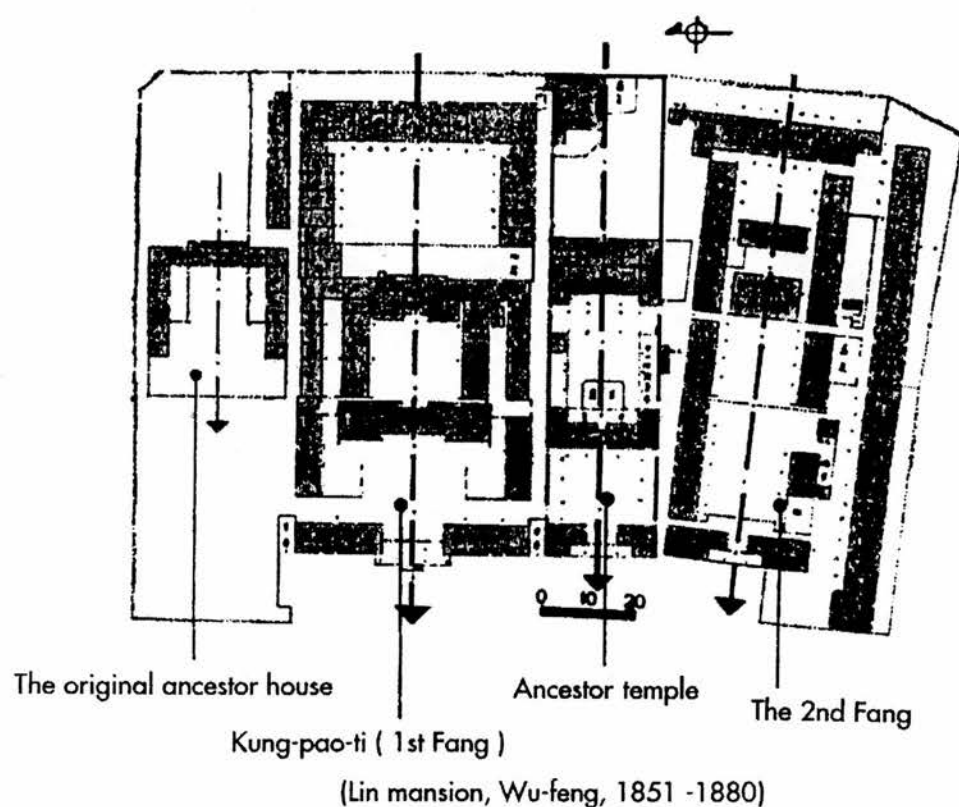 0 10 20
The original ancestor house
Ancestor temple
The 2nd Fang
Kung-pao-ti ( 1st Fang )
(Lin mansion, Wu-feng, 1851 -1880)